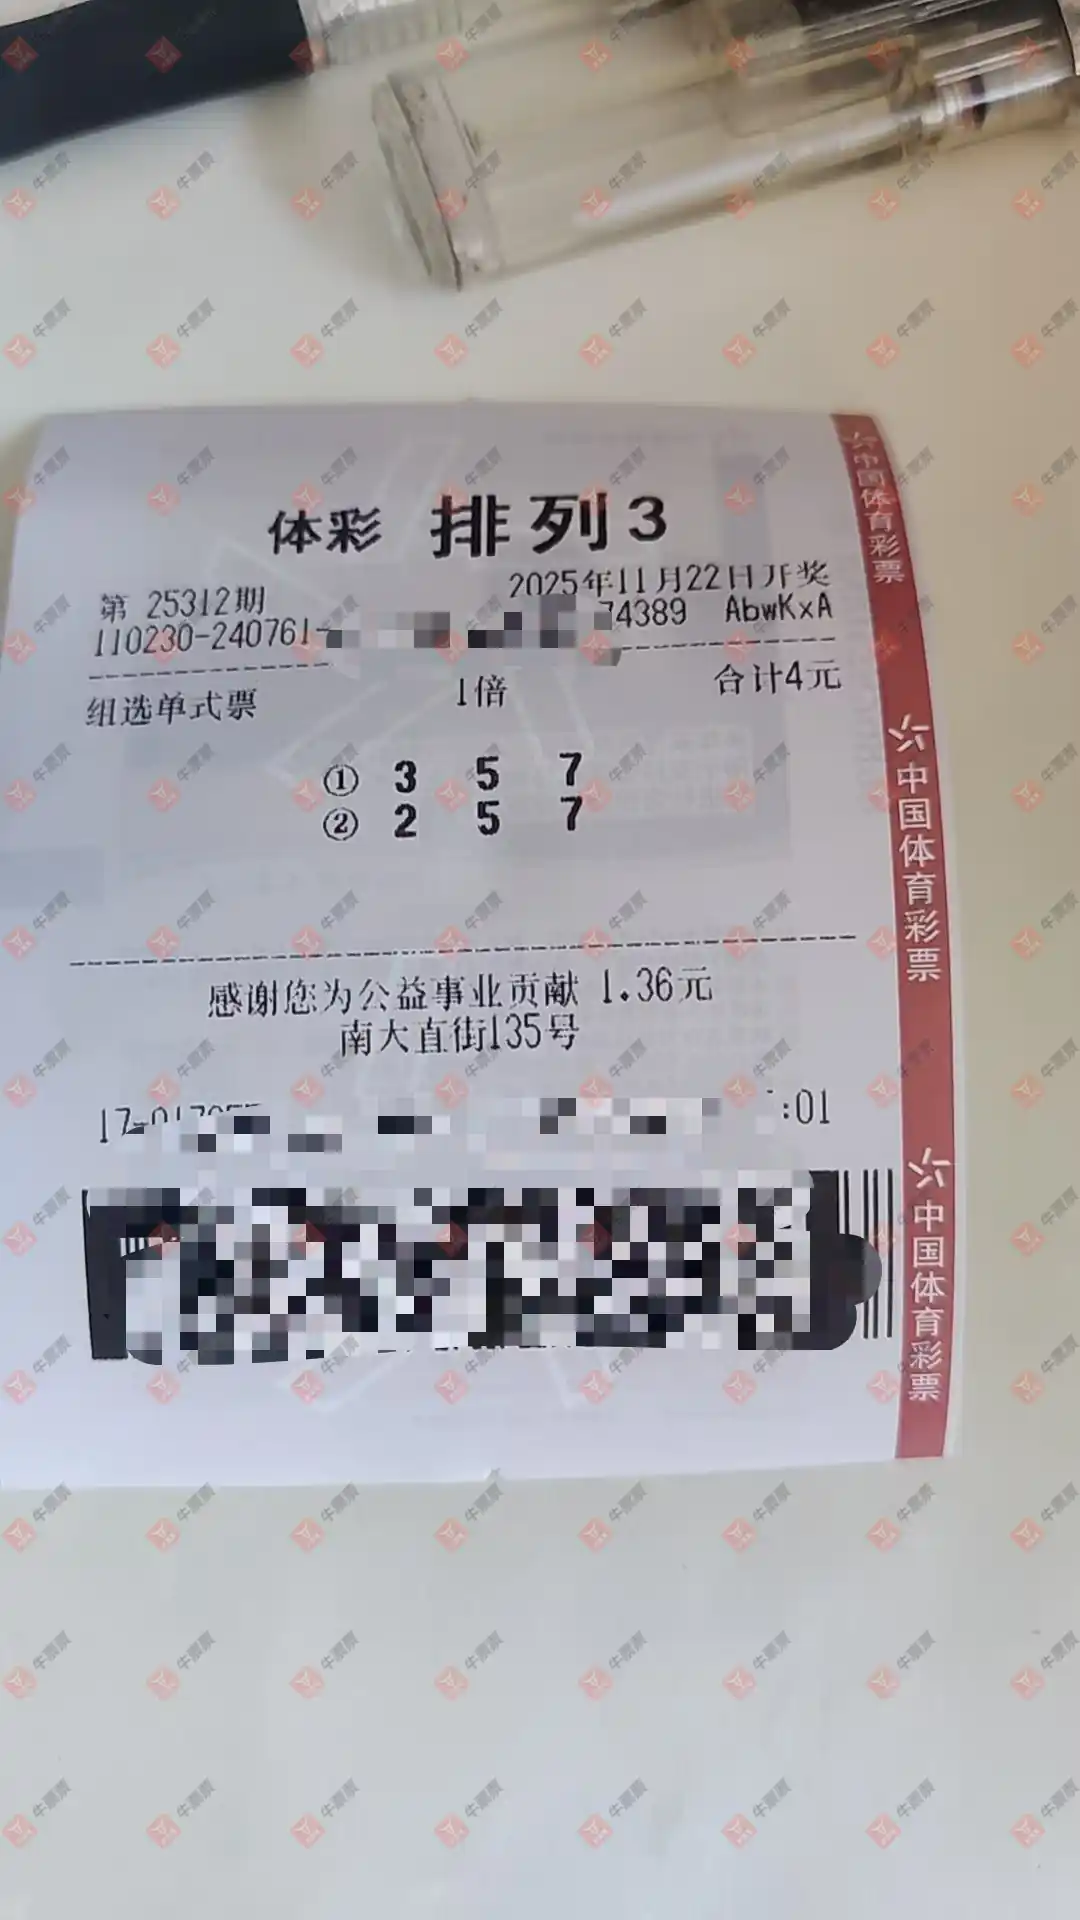 体彩 排列3
第 25312期 2025年11月22日开奖
110230-240761- 74389 AbwKxA
组选单式票 1倍 合计4元
① 3 5 7
② 2 5 7
感谢您为公益事业贡献 1.36元
南大直街135号
:01
中国体育彩票
中国体育彩票
中国体育彩票
牛票票